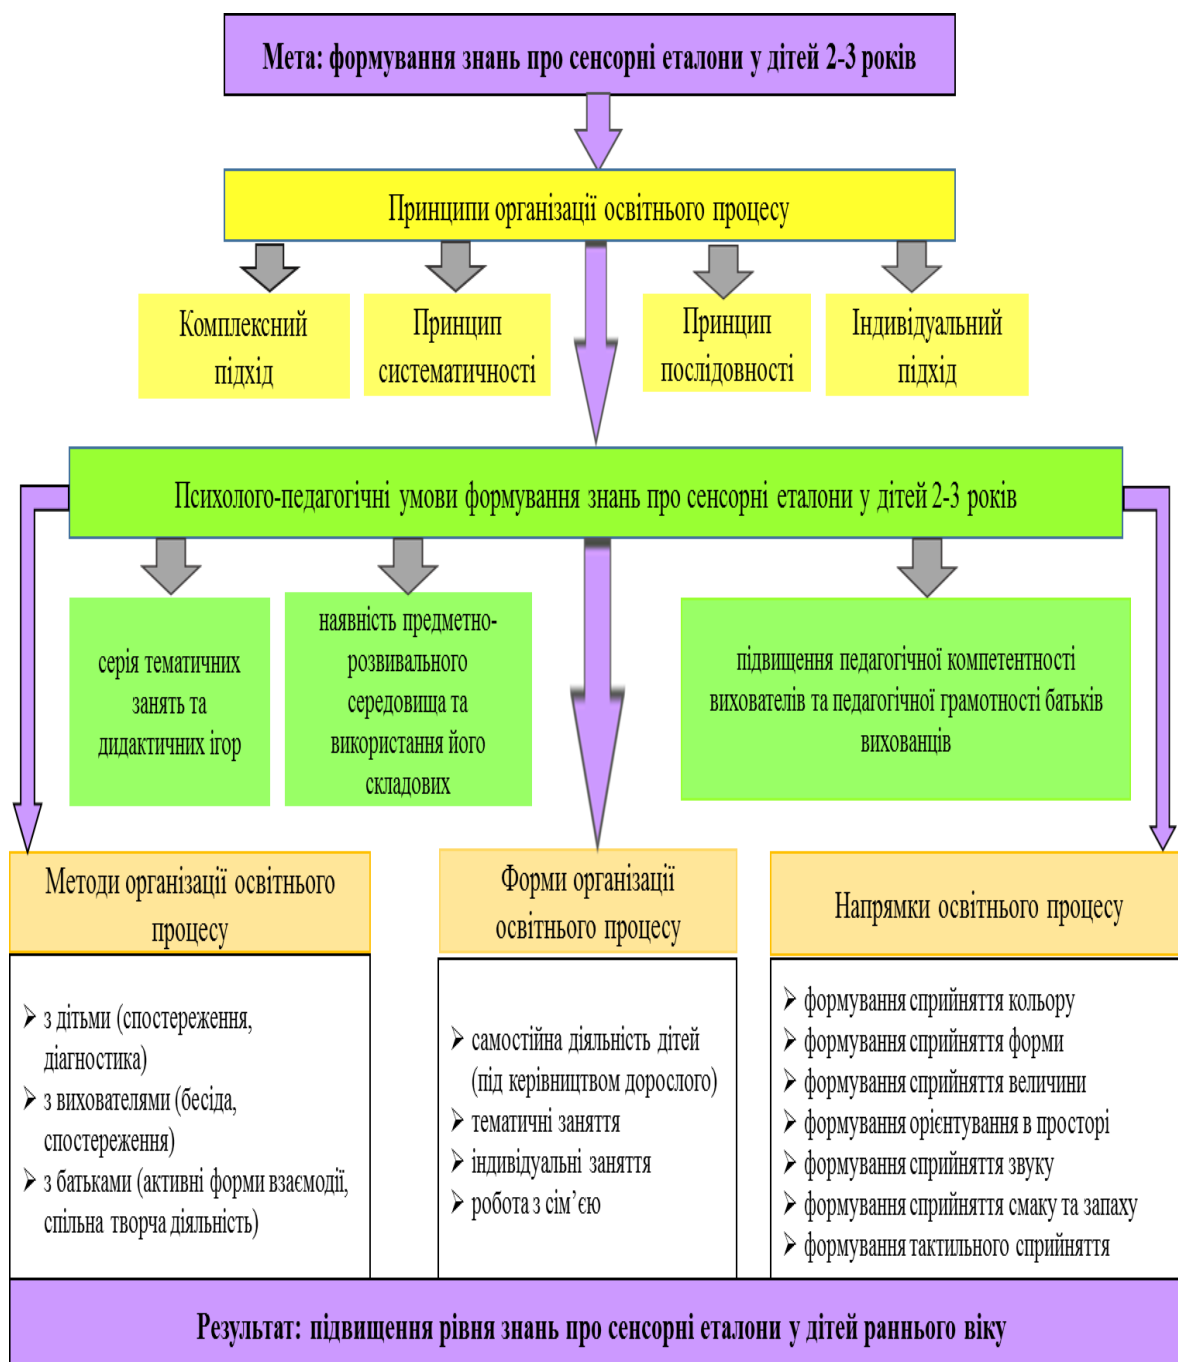 Мета: формування знань про сенсорні еталони у дітей 2-3 років
Принципи організації освітнього процесу
Комплексний
підхід
Принцип
систематичності
Принцип
послідовності
Індивідуальний
підхід
Психолого-педагогічні умови формування знань про сенсорні еталони у дітей 2-3 років
серія тематичних
занять та
дидактичних ігор
наявність предметно-
розвивального
середовища та
використання його
складових
підвищення педагогічної компетентності
вихователів та педагогічної грамотності батьків
вихованців
Методи організації освітнього
процесу
➢ з дітьми (спостереження,
діагностика)
➢ з вихователями (бесіда,
спостереження)
➢ з батьками (активні форми взаємодії,
спільна творча діяльність)
Форми організації
освітнього процесу
➢ самостійна діяльність дітей
(під керівництвом дорослого)
➢ тематичні заняття
➢ індивідуальні заняття
➢ робота з сім’єю
Напрямки освітнього процесу
➢ формування сприйняття кольору
➢ формування сприйняття форми
➢ формування сприйняття величини
➢ формування орієнтування в просторі
➢ формування сприйняття звуку
➢ формування сприйняття смаку та запаху
➢ формування тактильного сприйняття
Результат: підвищення рівня знань про сенсорні еталони у дітей раннього віку